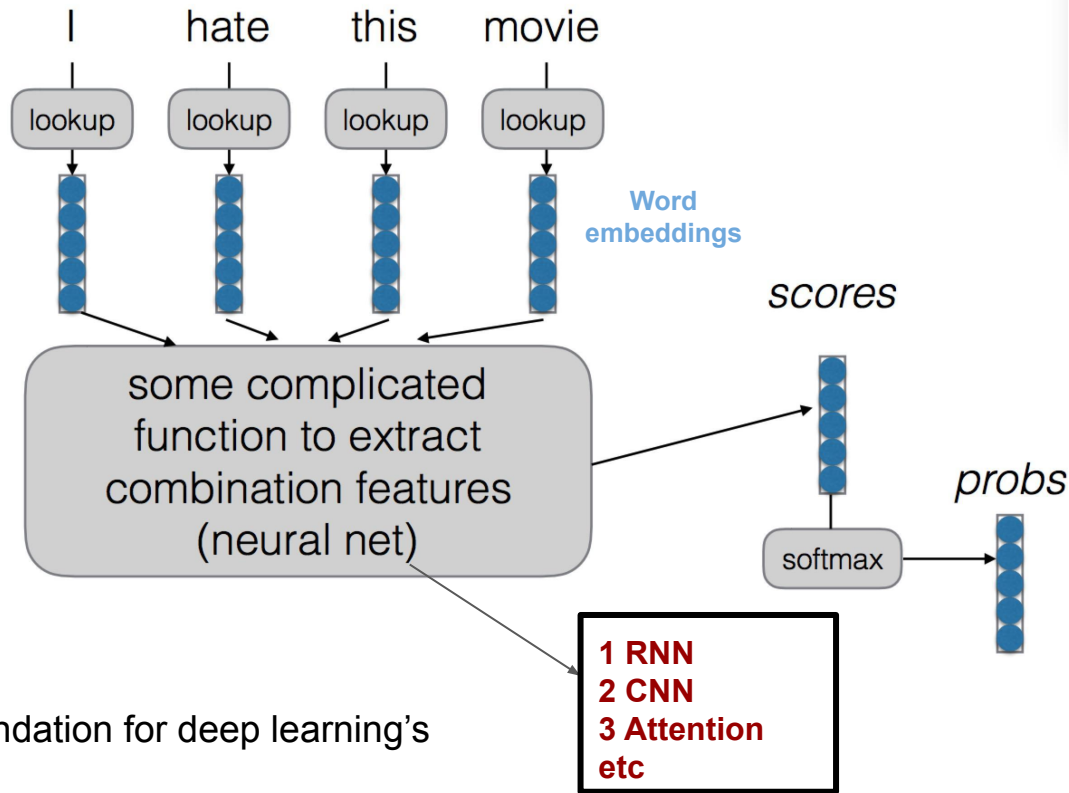 I hate this movie
lookup lookup lookup lookup
Word
embeddings
scores
some complicated
function to extract
combination features
(neural net)
probs
softmax
1 RNN
2 CNN
3 Attention
etc
for deep learning's